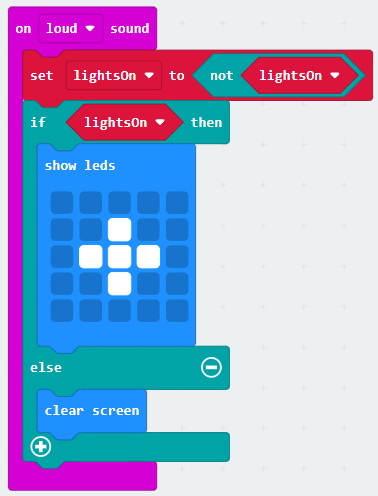 on loud sound
set lightsOn to not lightsOn
if lightsOn then
show leds
else
clear screen